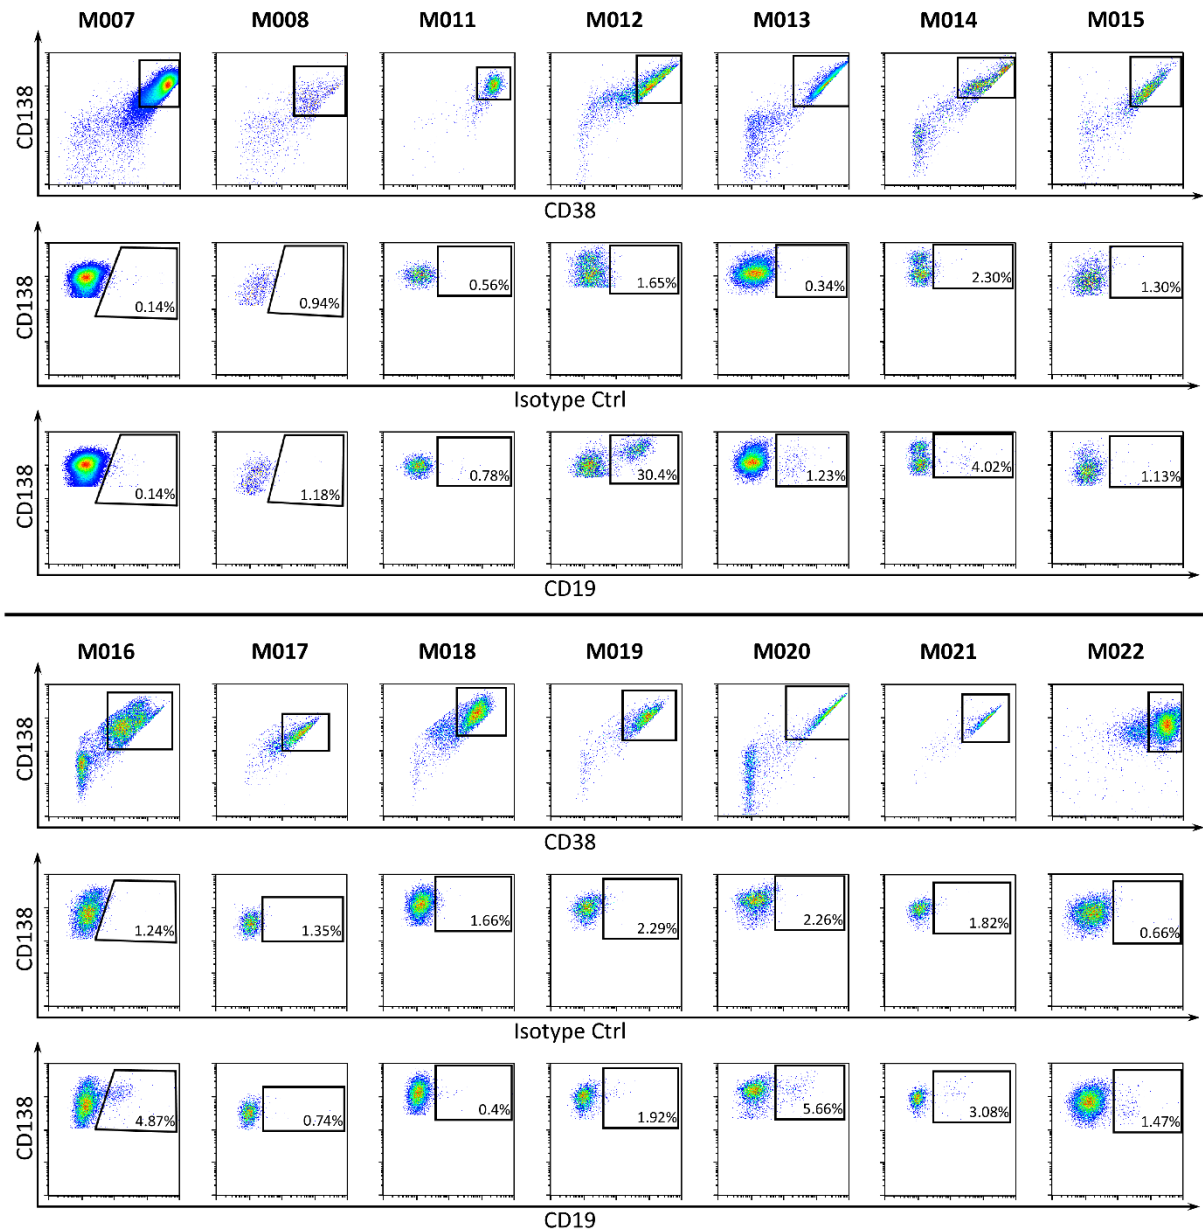 M007 M008 M011 M012 M013 M014 M015
CD138
CD38
CD138
0.14% 0.94% 0.56% 1.65% 0.34% 2.30% 1.30%
Isotype Ctrl
CD138
0.14% 1.18% 0.78% 30.4% 1.23% 4.02% 1.13%
CD19
M016 M017 M018 M019 M020 M021 M022
CD138
CD38
CD138
1.24% 1.35% 1.66% 2.29% 2.26% 1.82% 0.66%
Isotype Ctrl
CD138
4.87% 0.74% 0.4% 1.92% 5.66% 3.08% 1.47%
CD19